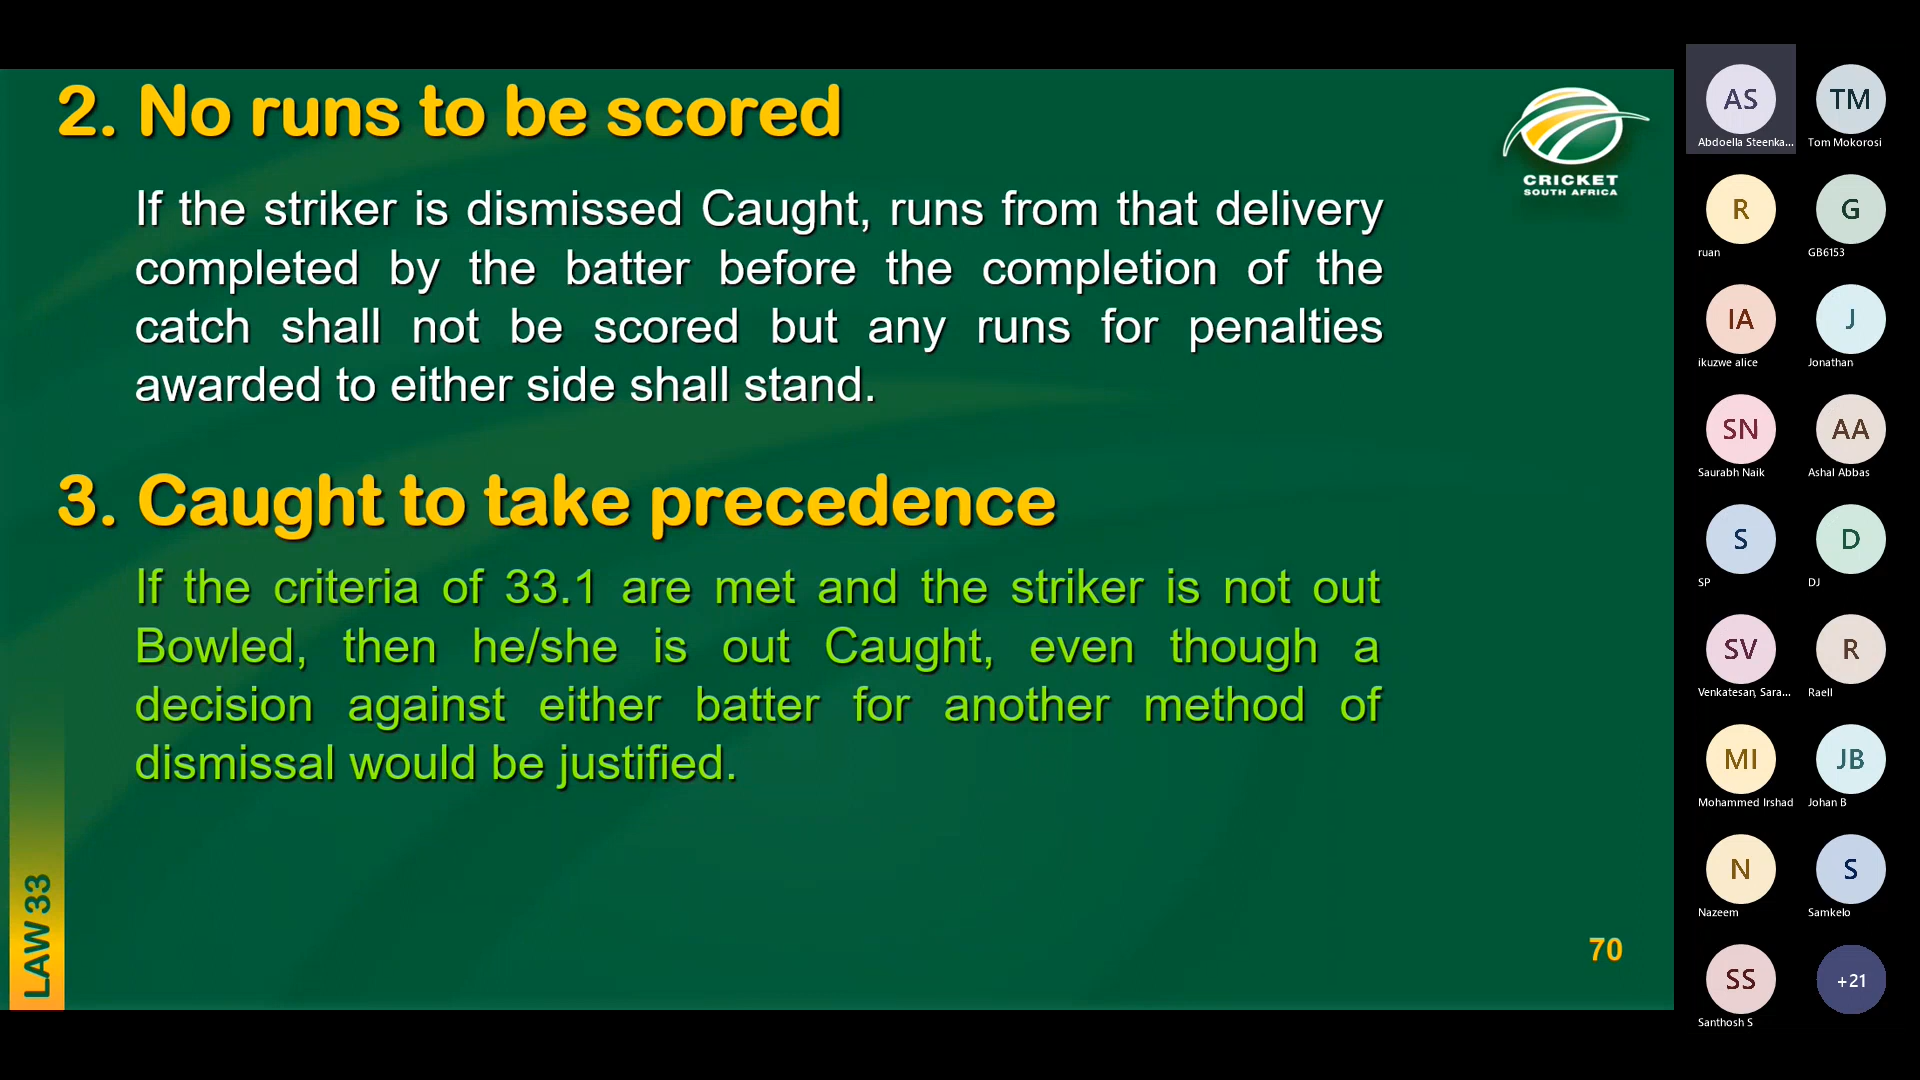 2. No runs to be scored
If the striker is dismissed Caught, runs from that delivery
completed by the batter before the completion of the
catch shall not be scored but any runs for penalties
awarded to either side shall stand.
3. Caught to take precedence
If the criteria of 33.1 are met and the striker is not out
Bowled, then he/she is out Caught, even though a
decision against either batter for another method of
dismissal would be justified.
LAW 33
70
CRICKET
SOUTH AFRICA
AS
Abdoella Steenka...
TM
Tom Mokorosi
R
ruan
G
GB6153
IA
ikuzwe alice
J
Jonathan
SN
Saurabh Naik
AA
Ashal Abbas
S
SP
D
DJ
SV
Venkatesan, Sara...
R
Raell
MI
Mohammed Irshad
JB
Johan B
N
Nazeem
S
Samkelo
SS
Santhosh S
+21